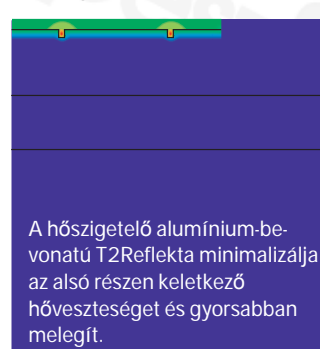 A hőszigetelő alumínium-be-
vonatú T2Reflekta minimalizálja
az alsó részen keletkező
hőveszteséget és gyorsabban
melegít.